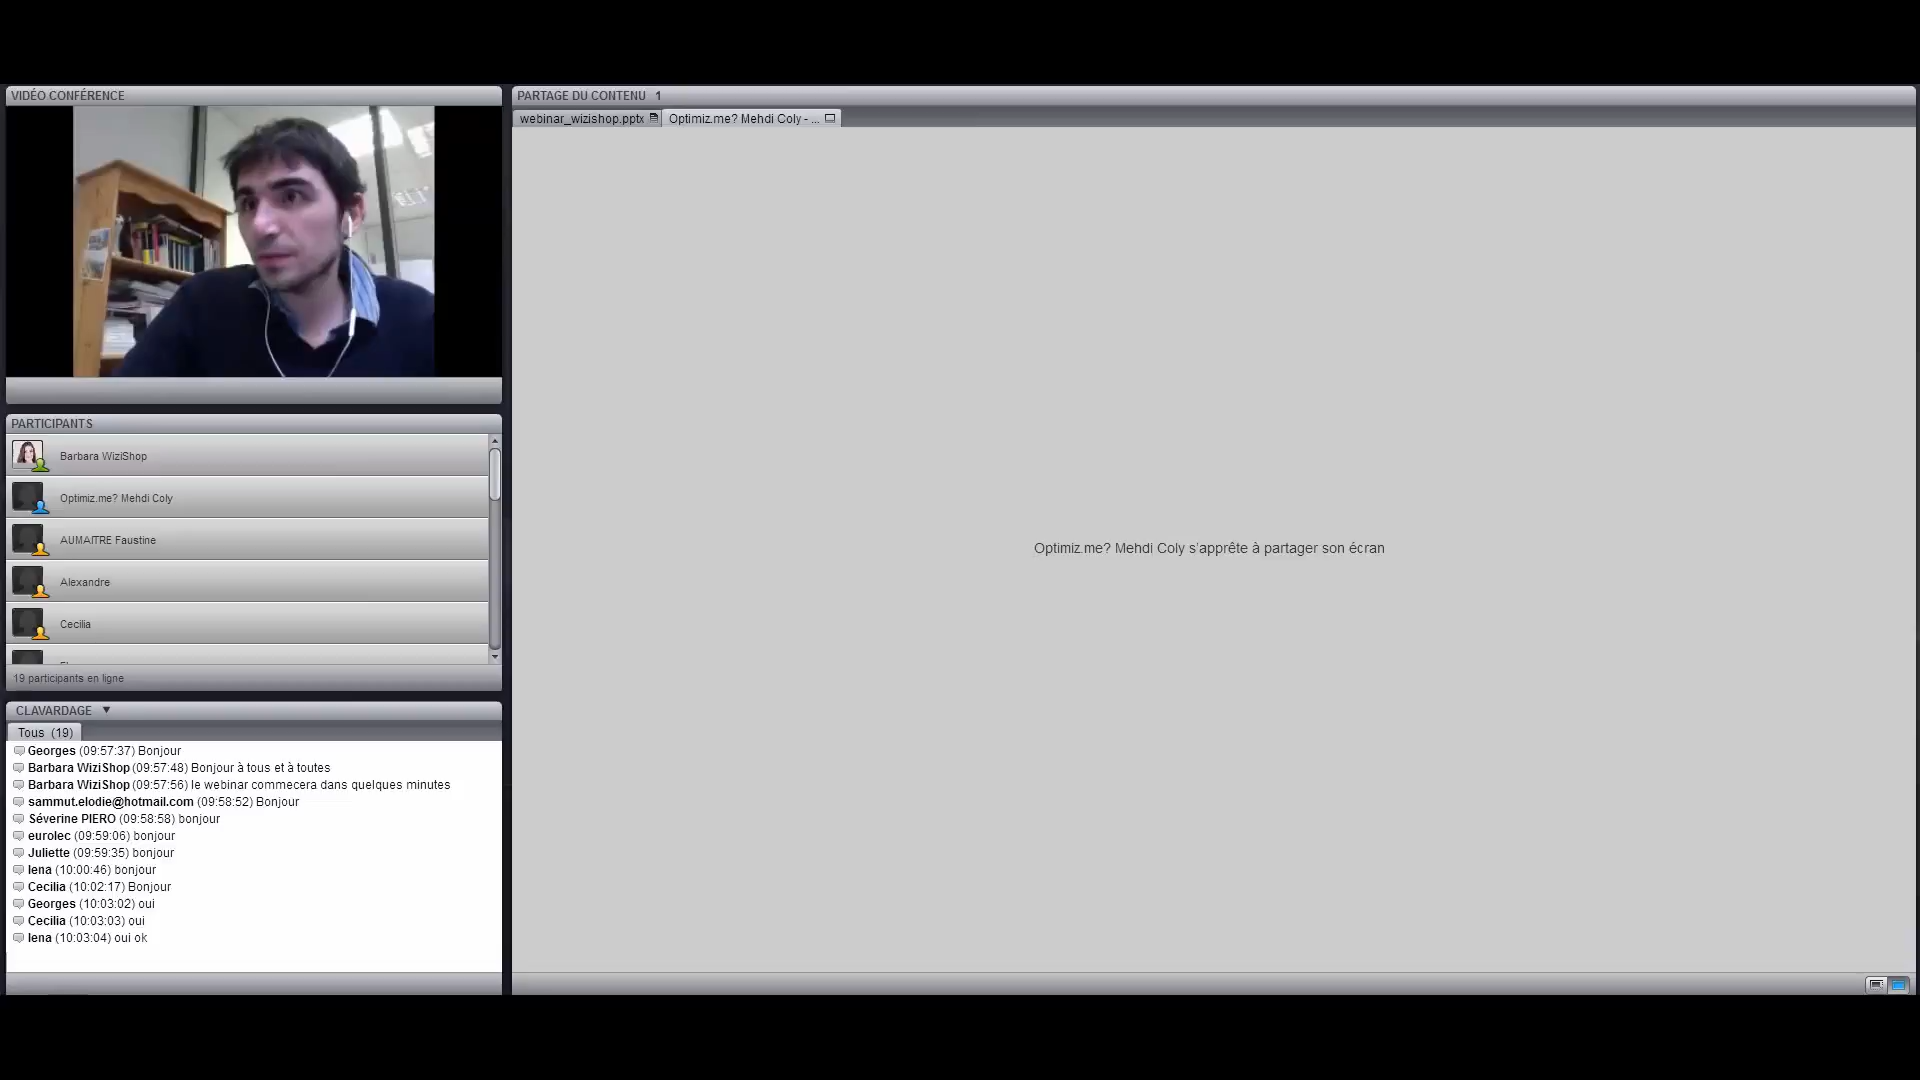 VIDÉO CONFÉRENCE
PARTICIPANTS
Barbara WiziShop
Optimiz.me? Mehdi Coly
AUMAITRE Faustine
Alexandre
Cecilia
19 participants en ligne
CLAVARDAGE
Tous (19)
Georges (09:57:37) Bonjour
Barbara WiziShop (09:57:48) Bonjour à tous et à toutes
Barbara WiziShop (09:57:56) le webinar commecera dans quelques minutes
sammut.elodie@hotmail.com (09:58:52) Bonjour
Séverine PIERO (09:58:58) bonjour
eurolec (09:59:06) bonjour
Juliette (09:59:35) bonjour
lena (10:00:46) bonjour
Cecilia (10:02:17) Bonjour
Georges (10:03:02) oui
Cecilia (10:03:03) oui
lena (10:03:04) oui ok
PARTAGE DU CONTENU 1
webinar_wizishop.pptx
Optimiz.me? Mehdi Coly - ...
Optimiz.me? Mehdi Coly s'apprête à partager son écran